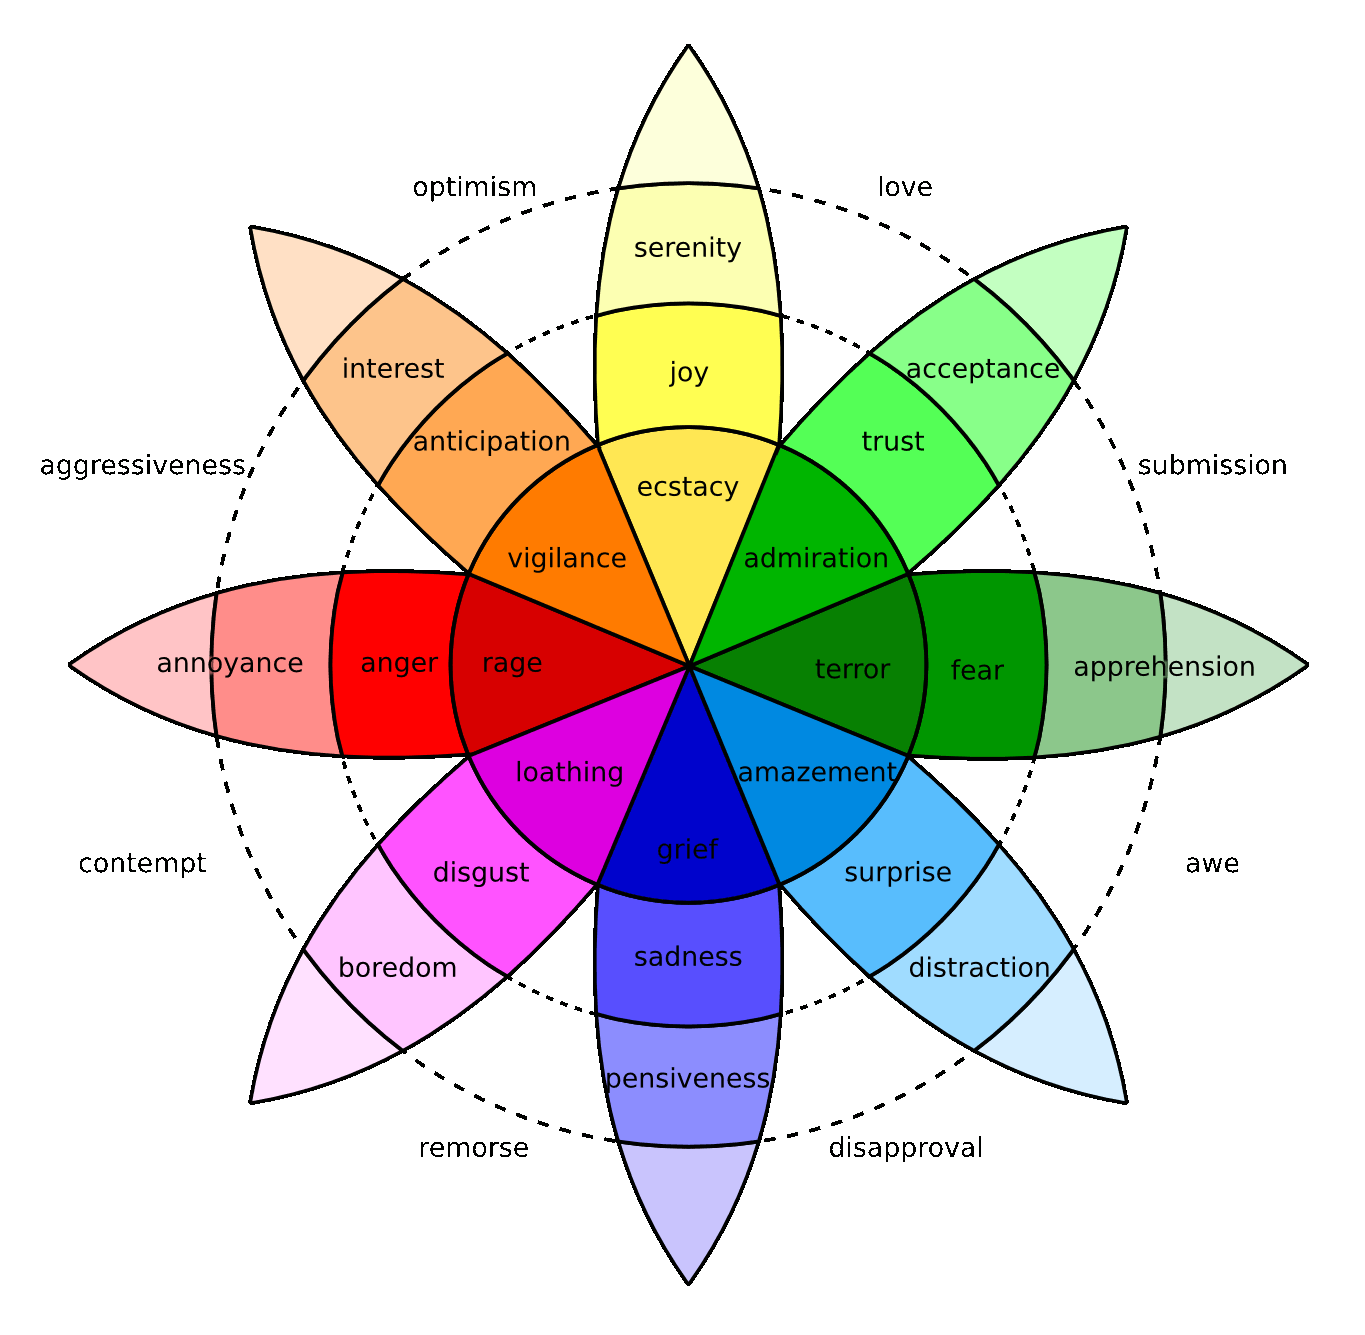 optimism
love
serenity
interest
joy
acceptance
anticipation
trust
aggressiveness
submission
ecstacy
vigilance
admiration
annoyance
anger
rage
terror
fear
apprehension
loathing
amazement
contempt
grief
awe
disgust
surprise
sadness
boredom
distraction
pensiveness
remorse
disapproval